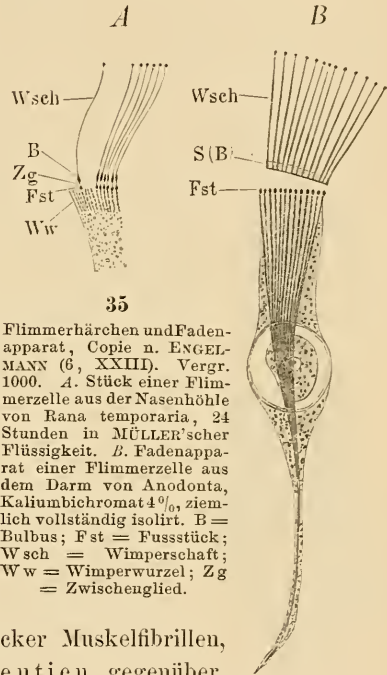 A
B
Wsch
B
Zg
Fst
Ww
Wsch
S(B)
Fst
35
Flimmerhärchen undFaden-
apparat, Copie n. ENGEL-
MANN (6, XXIII). Vergr.
1000. A. Stück einer Flim-
merzelle aus der Nasenhöhle
von Rana temporaria, 24
Stunden in MÜLLER'scher
Flüssigkeit. B. Fadenappa-
rat einer Flimmerzelle aus
dem Darm von Anodonta,
Kaliumbichromat 4%, ziem-
lich vollständig isolirt. B =
Bulbus; Fst = Fussstück;
Wsch = Wimperschaft;
Ww = Wimperwurzel; Zg
= Zwischenglied.
cker Muskelfibrillen,
entien gegenüber